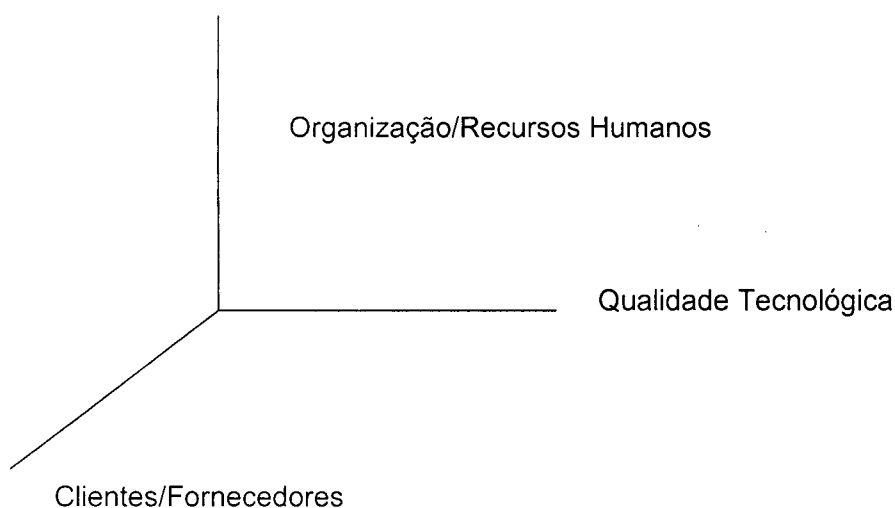 Organização/Recursos Humanos
Qualidade Tecnológica
Clientes/Fornecedores